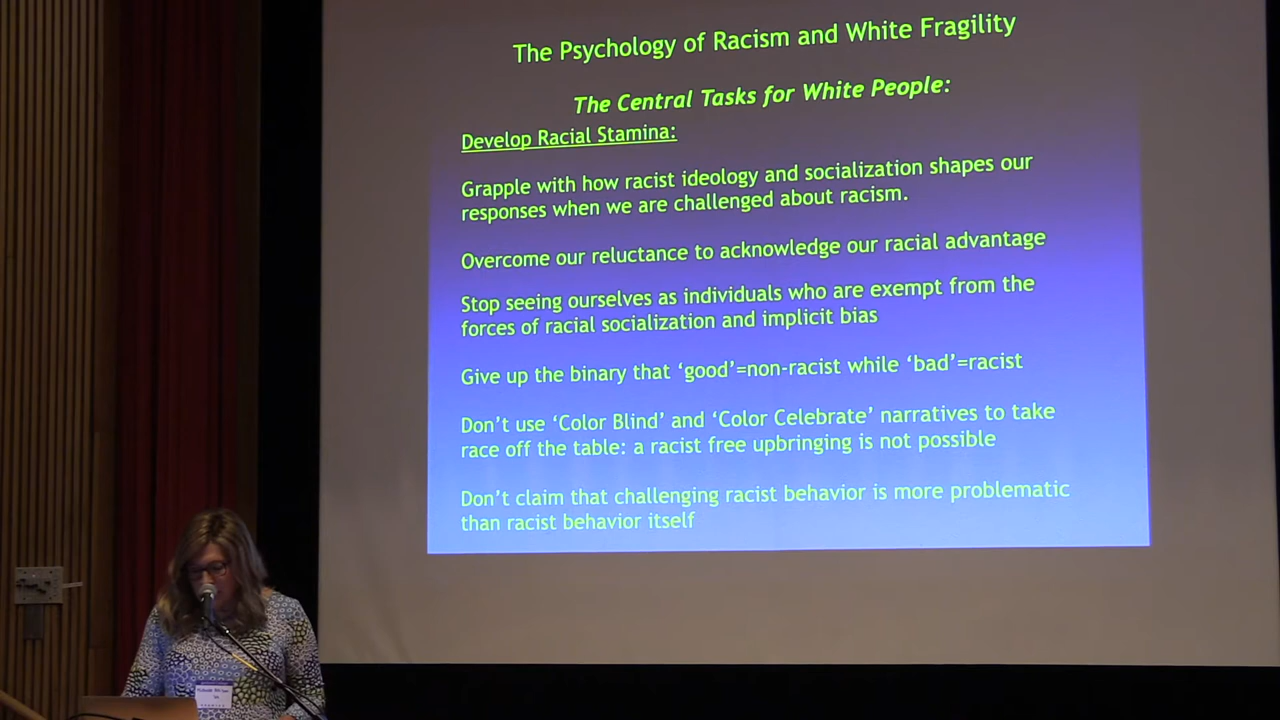 The Psychology of Racism and White Fragility
The Central Tasks for White People:
Develop Racial Stamina:
Grapple with how racist ideology and socialization shapes our
responses when we are challenged about racism.
Overcome our reluctance to acknowledge our racial advantage
Stop seeing ourselves as individuals who are exempt from the
forces of racial socialization and implicit bias
Give up the binary that ‘good’=non-racist while ‘bad’=racist
Don’t use ‘Color Blind’ and ‘Color Celebrate’ narratives to take
race off the table: a racist free upbringing is not possible
Don’t claim that challenging racist behavior is more problematic
than racist behavior itself